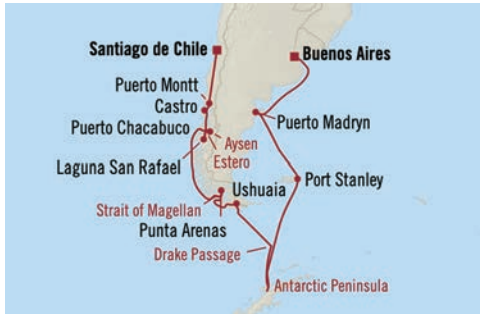 Santiago de Chile
Buenos Aires
Puerto Montt
Castro
Puerto Chacabuco
Puerto Madryn
Aysen
Estero
Laguna San Rafael
Ushuaia
Port Stanley
Strait of Magellan
Punta Arenas
Drake Passage
Antarctic Peninsula